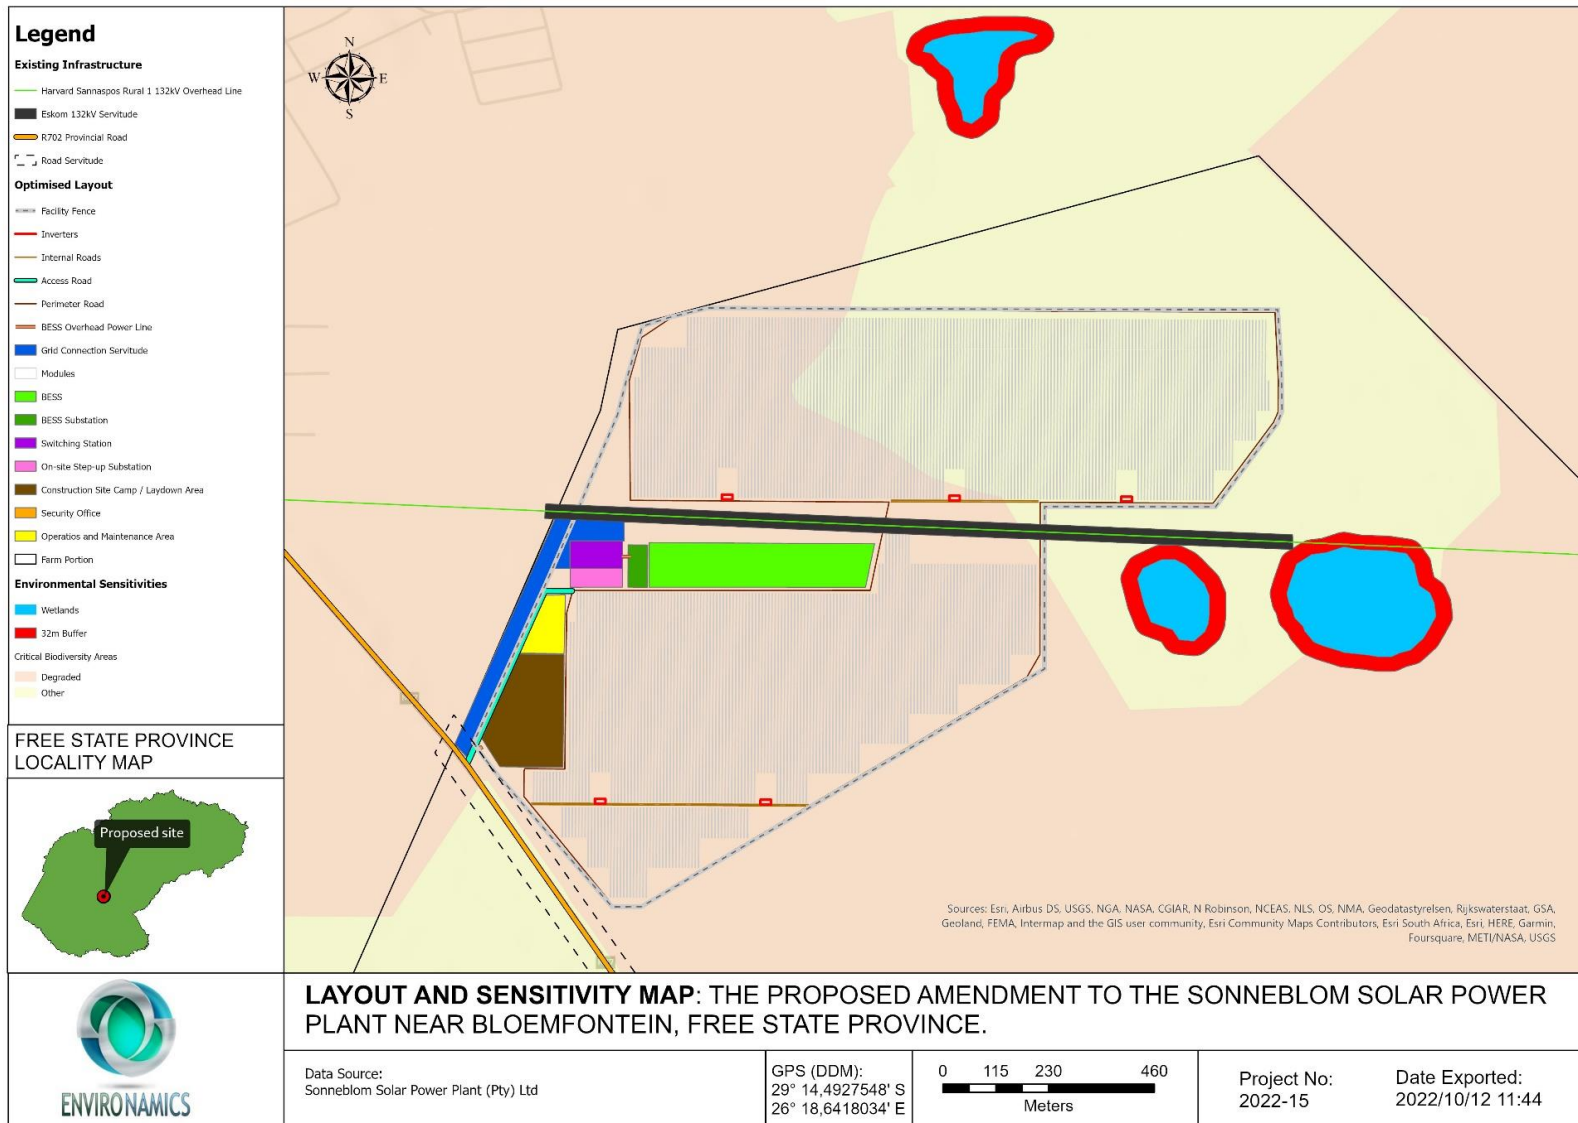 Legend
Existing Infrastructure
Harvard Sannaspos Rural 1 132kV Overhead Line
Eskom 132kV Servitude
R702 Provincial Road
Road Servitude
Optimised Layout
Facility Fence
Inverters
Internal Roads
Access Road
Perimeter Road
BESS Overhead Power Line
Grid Connection Servitude
Modules
BESS
BESS Substation
Switching Station
On-site Step-up Substation
Construction Site Camp / Laydown Area
Security Office
Operatios and Maintenance Area
Farm Portion
Environmental Sensitivities
Wetlands
32m Buffer
Critical Biodiversity Areas
Degraded
Other
FREE STATE PROVINCE
LOCALITY MAP
Proposed site
ENVIRONAMICS
N
W E
S
Sources: Esri, Airbus DS, USGS, NGA, NASA, CGIAR, N Robinson, NCEAS, NLS, OS, NMA, Geodatastyrelsen, Rijkswaterstaat, GSA,
Geoland, FEMA, Intermap and the GIS user community, Esri Community Maps Contributors, Esri South Africa, Esri, HERE, Garmin,
Foursquare, METI/NASA, USGS
LAYOUT AND SENSITIVITY MAP: THE PROPOSED AMENDMENT TO THE SONNEBLOM SOLAR POWER
PLANT NEAR BLOEMFONTEIN, FREE STATE PROVINCE.
Data Source:
Sonneblom Solar Power Plant (Pty) Ltd
GPS (DDM):
29° 14,4927548' S
26° 18,6418034' E
0 115 230 460
Meters
Project No:
2022-15
Date Exported:
2022/10/12 11:44